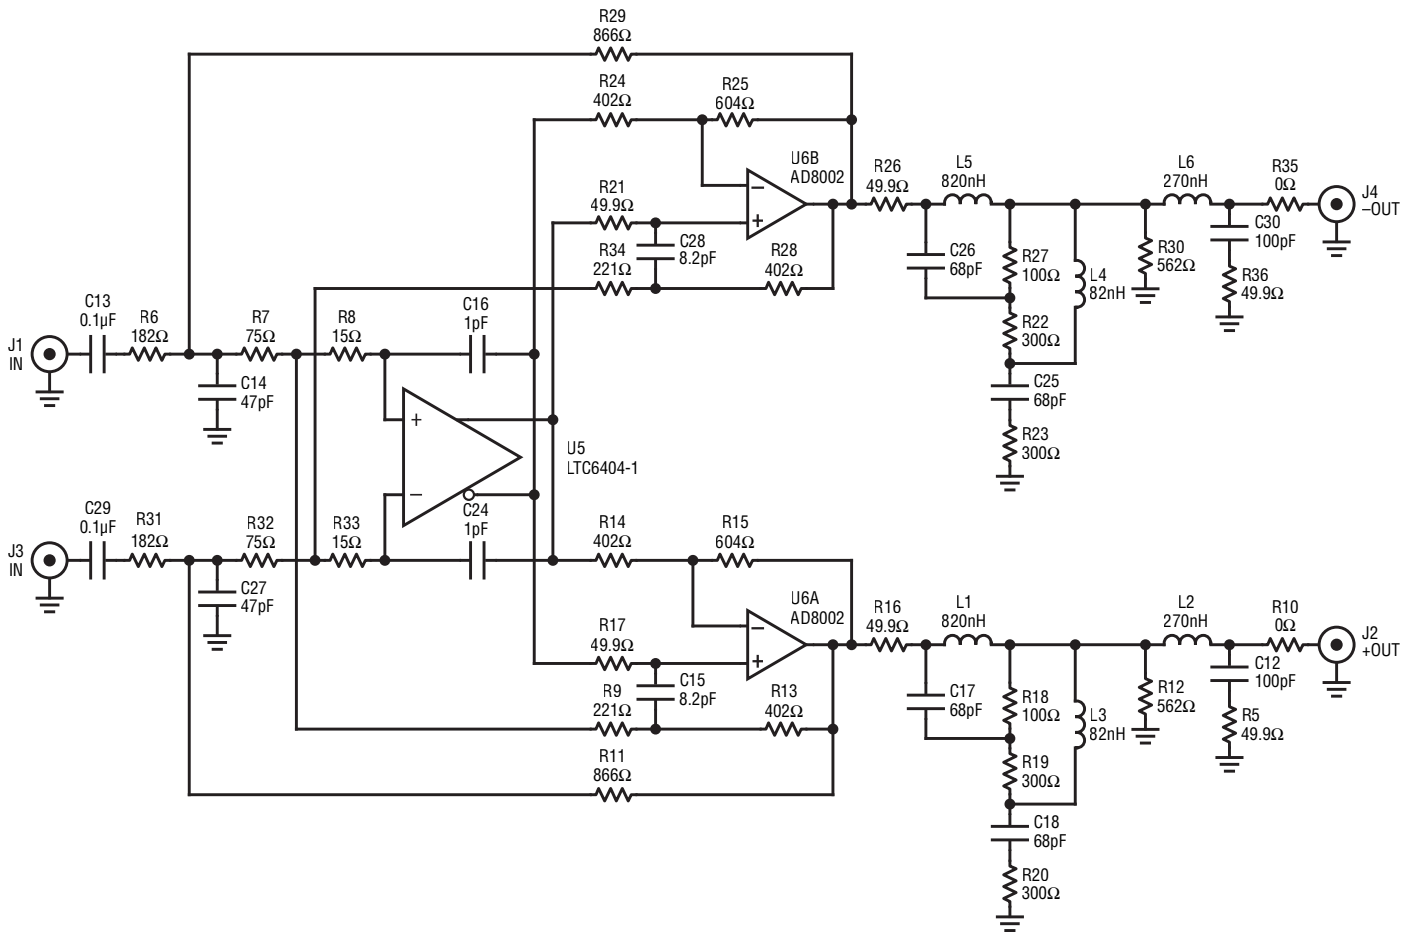 R29
866Ω
R24
402Ω
R25
604Ω
U6B
AD8002
−
+
R21
49.9Ω
C28
8.2pF
R34
221Ω
R28
402Ω
R26
49.9Ω
L5
820nH
L6
270nH
R35
0Ω
J4
−OUT
C26
68pF
R27
100Ω
L4
82nH
R30
562Ω
C30
100pF
R36
49.9Ω
R22
300Ω
C25
68pF
R23
300Ω
J1
IN
C13
0.1µF
R6
182Ω
R7
75Ω
R8
15Ω
C16
1pF
C14
47pF
+
−
U5
LTC6404-1
C24
1pF
J3
IN
C29
0.1µF
R31
182Ω
R32
75Ω
R33
15Ω
C27
47pF
R14
402Ω
R15
604Ω
U6A
AD8002
−
+
R17
49.9Ω
C15
8.2pF
R9
221Ω
R13
402Ω
R11
866Ω
R16
49.9Ω
L1
820nH
L2
270nH
R10
0Ω
J2
+OUT
C17
68pF
R18
100Ω
L3
82nH
R12
562Ω
C12
100pF
R5
49.9Ω
R19
300Ω
C18
68pF
R20
300Ω